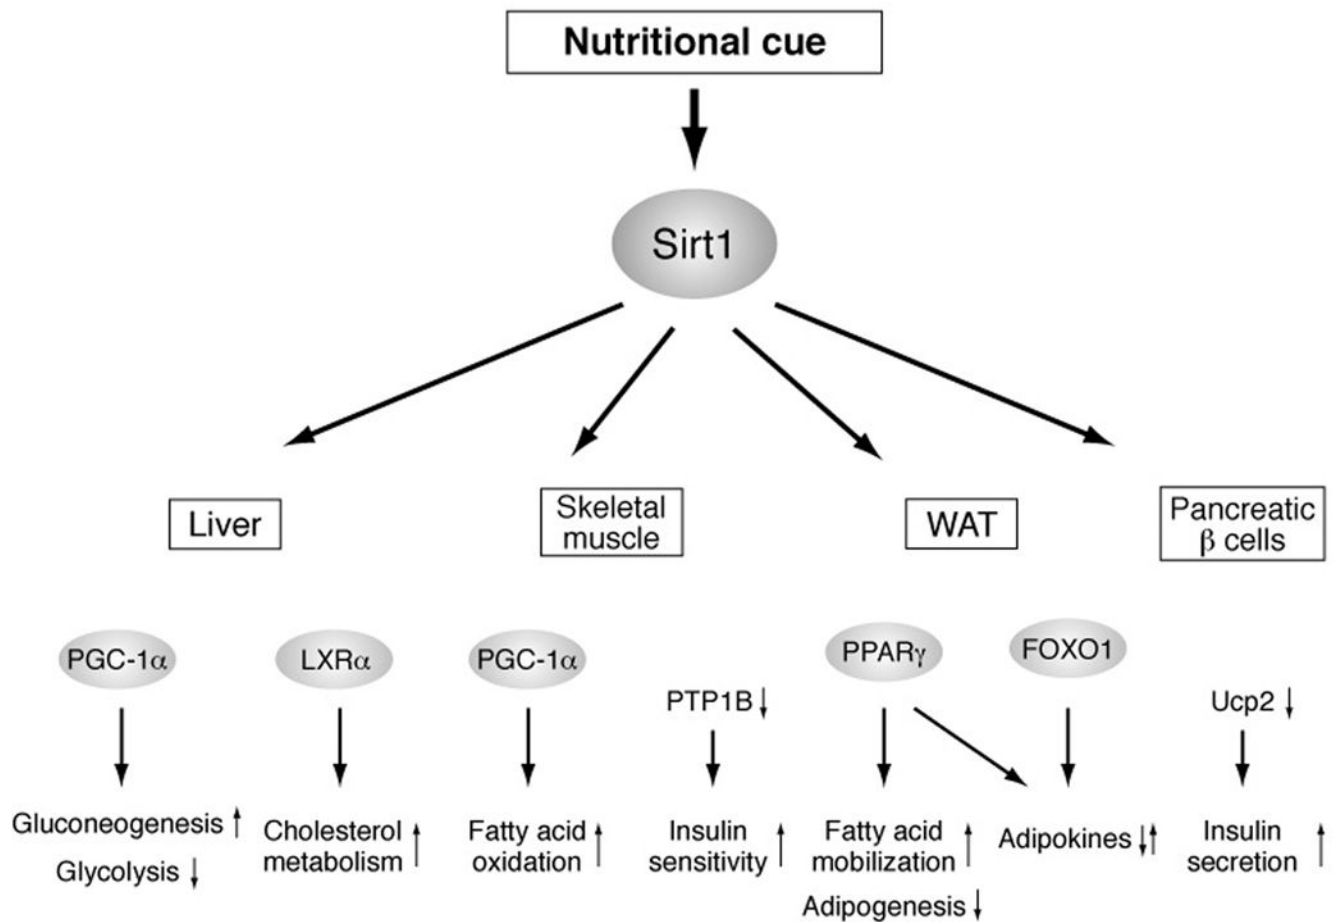 Nutritional cue
Sirt1
Liver
Skeletal
muscle
WAT
Pancreatic
β cells
PGC-1α
LXRα
PGC-1α
PTP1B↓
PPARγ
FOXO1
Ucp2↓
Gluconeogenesis↑
Glycolysis↓
Cholesterol
metabolism↑
Fatty acid
oxidation↑
Insulin
sensitivity↑
Fatty acid
mobilization↑
Adipogenesis↓
Adipokines↓↑
Insulin
secretion↑